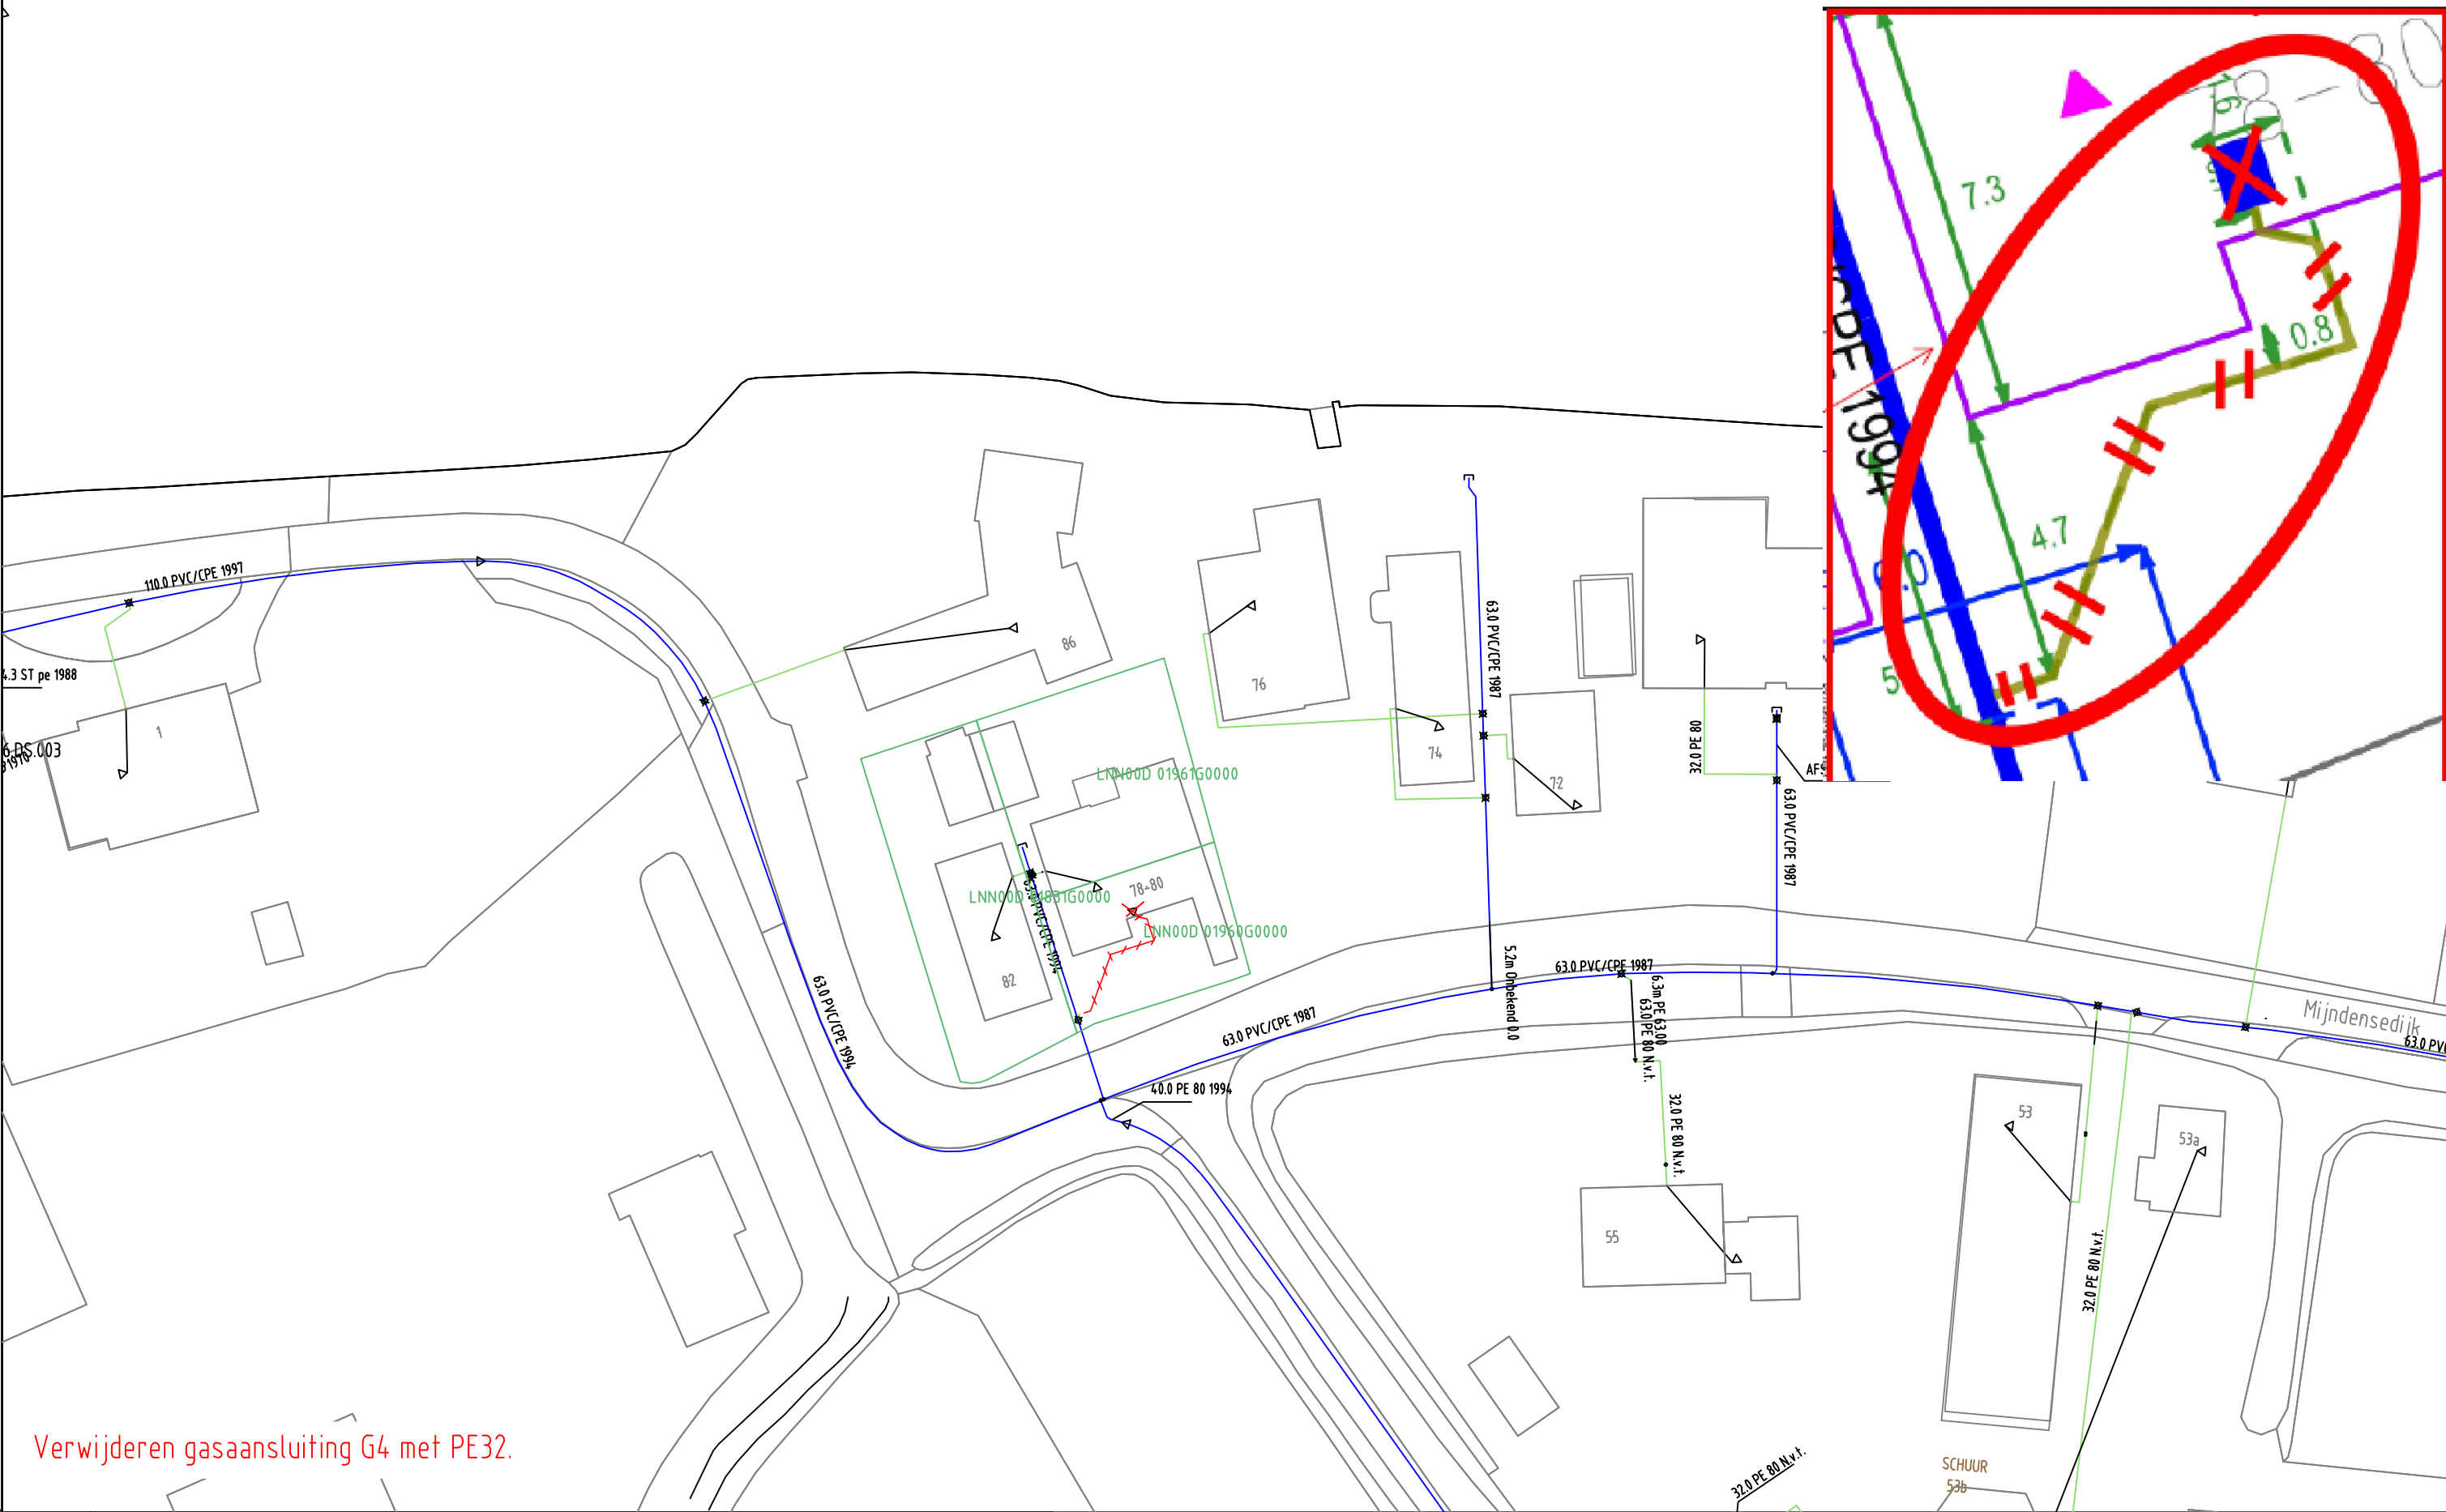 7.3
0.8
4.7
1994
110.0 PVC/CPE 1997
4.3 ST pe 1988
6.DS.003
1970
1
86
76
74
72
63.0 PVC/CPE 1987
32.0 PE 80
63.0 PVC/CPE 1987
LNN00D 01961G0000
78-80
LNN00D 01960G0000
82
63.0 PVC/CPE 1994
63.0 PVC/CPE 1987
63.0 PVC/CPE 1987
5.2m Onbekend 0.0
6.3m PE 63.00
63.0 PE 80 N.v.t.
32.0 PE 80 N.v.t.
40.0 PE 80 1994
Mijndensedijk
53
53a
55
32.0 PE 80 N.v.t.
32.0 PE 80 N.v.t.
SCHUUR
53b
Verwijderen gasaansluiting G4 met PE32.